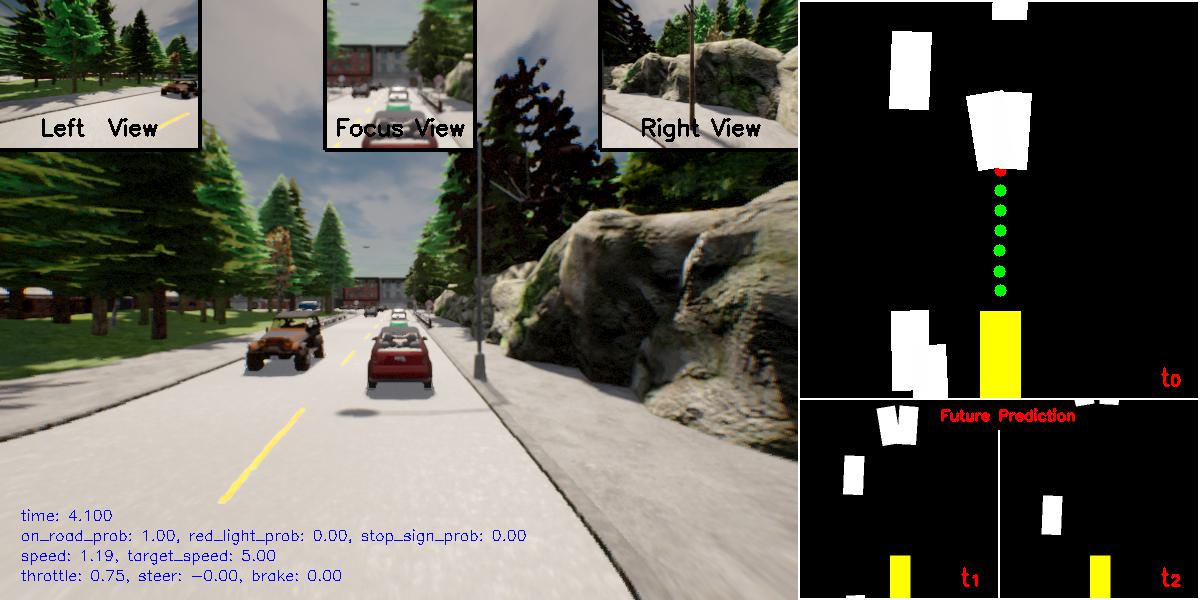 Left View
Focus View
Right View
t0
Future Prediction
t1
t2
time: 4.100
on_road_prob: 1.00, red_light_prob: 0.00, stop_sign_prob: 0.00
speed: 1.19, target_speed: 5.00
throttle: 0.75, steer: −0.00, brake: 0.00